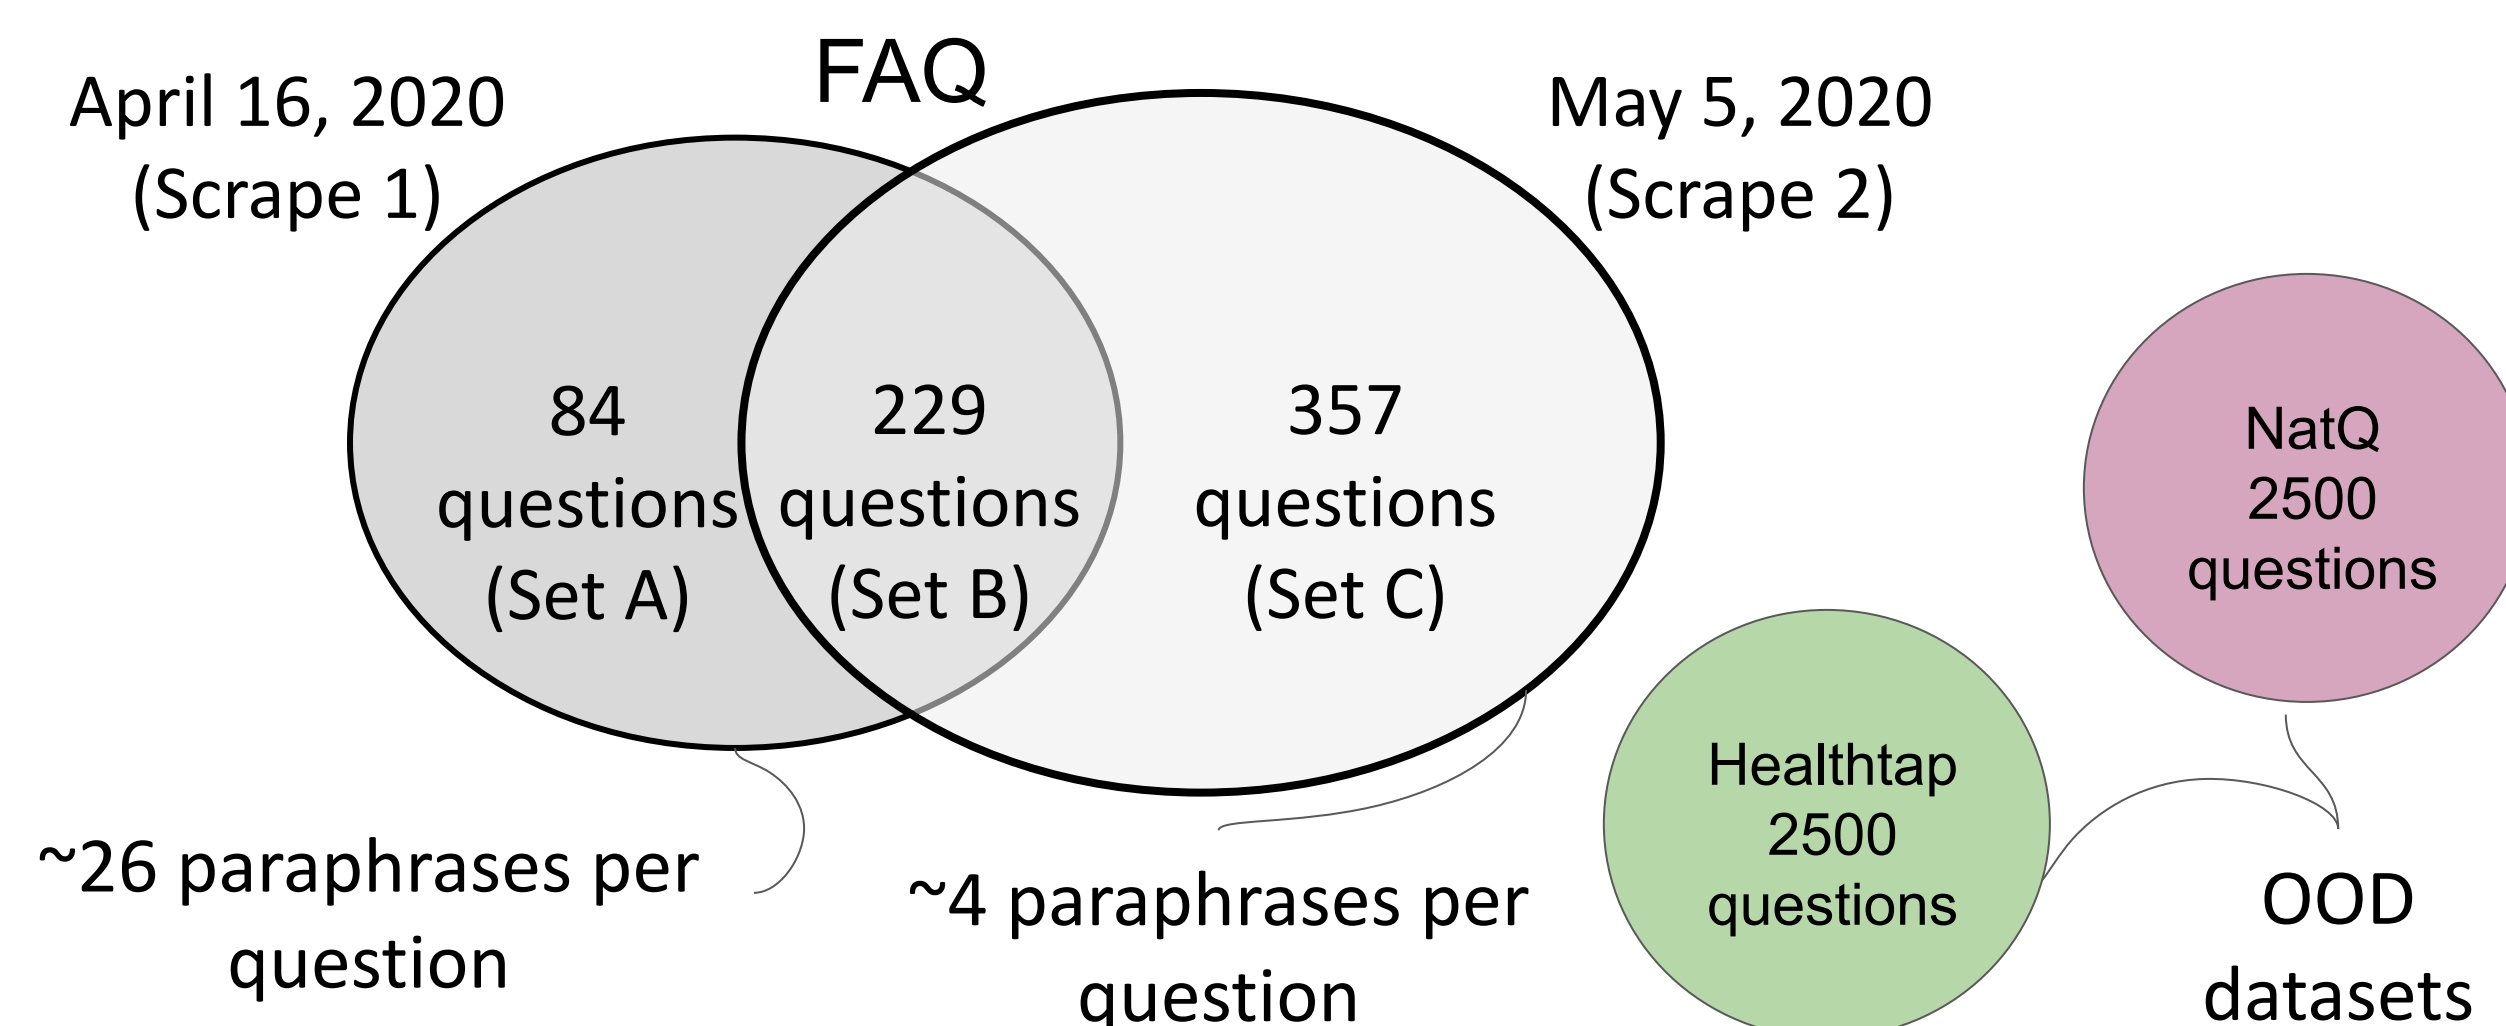 FAQ
April 16, 2020
(Scrape 1)
May 5, 2020
(Scrape 2)
84
questions
(Set A)
229
questions
(Set B)
357
questions
(Set C)
NatQ
2500
questions
Healthtap
2500
questions
~26 paraphrases per
question
~4 paraphrases per
question
OOD
datasets